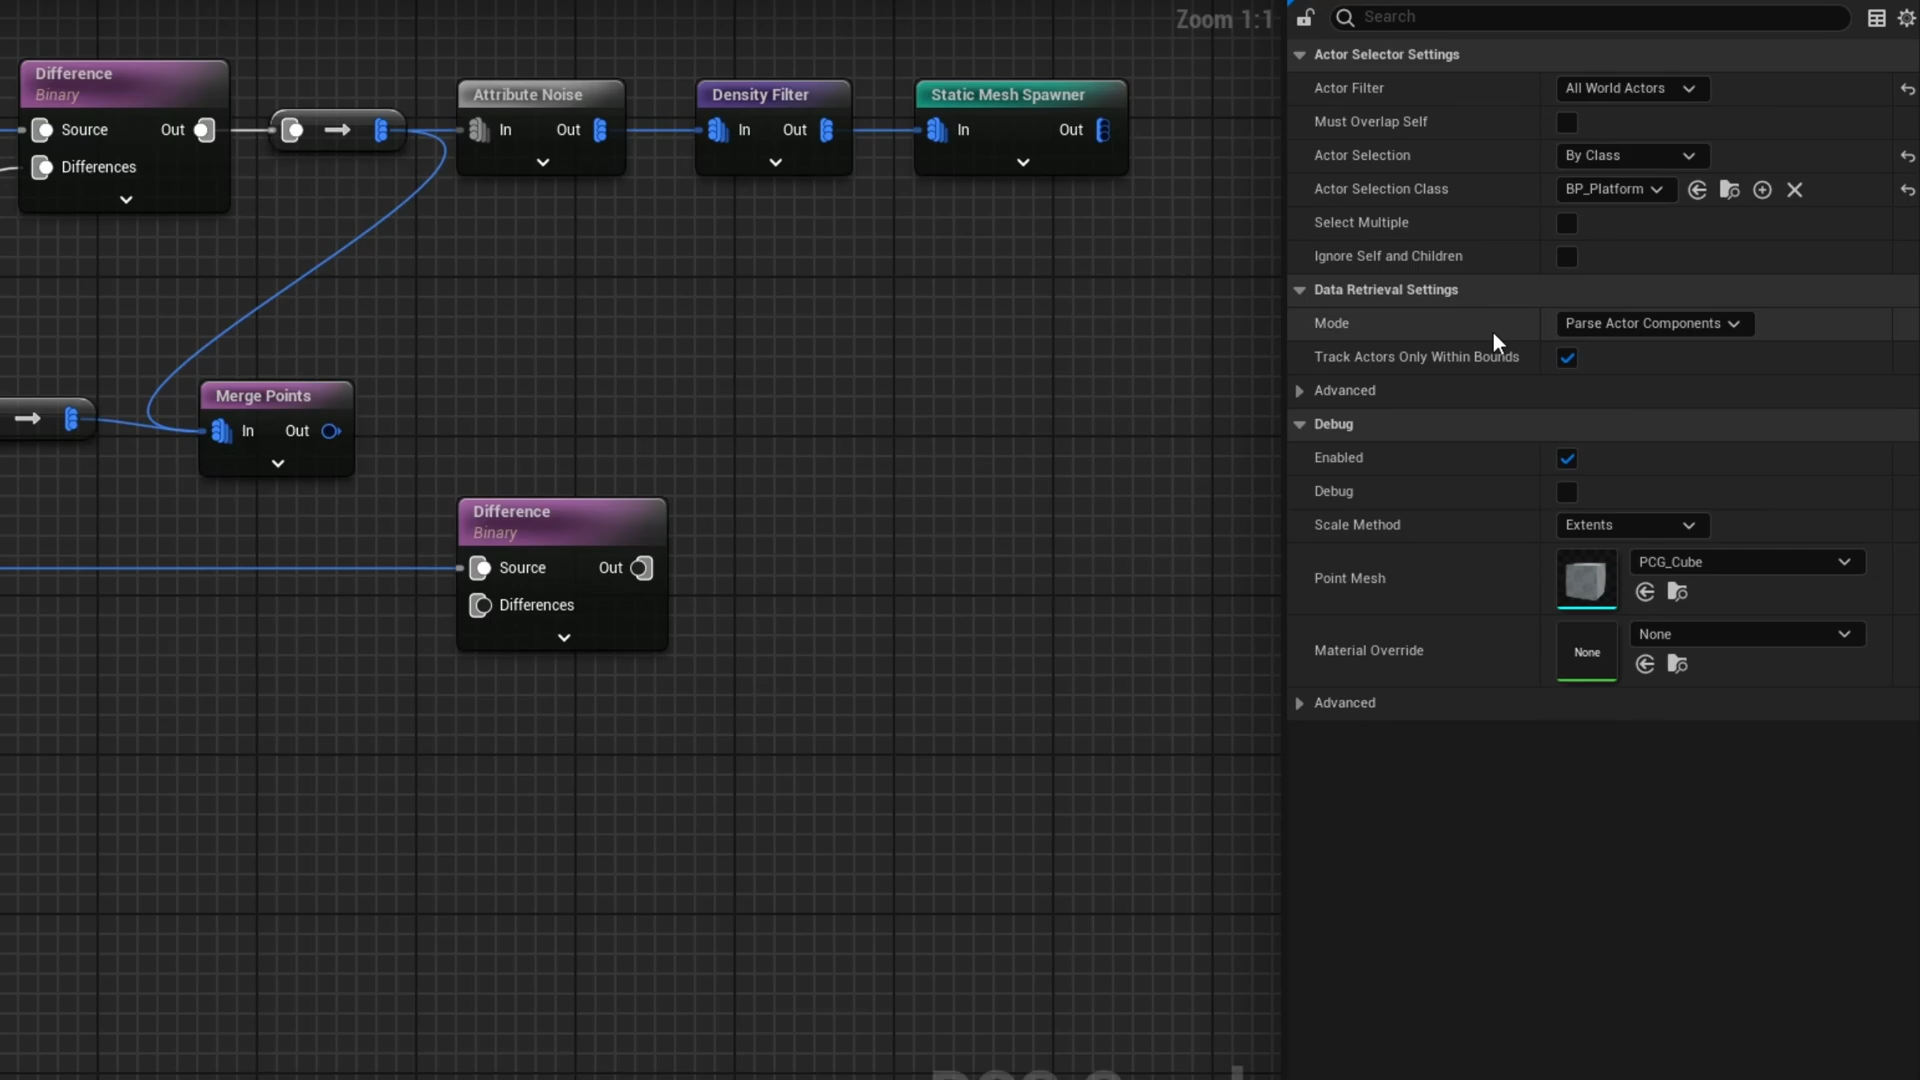 Zoom 1:1
Difference
Binary
Source Out
Differences
Attribute Noise
In Out
Density Filter
In Out
Static Mesh Spawner
In Out
Merge Points
In Out
Difference
Binary
Source Out
Differences
Search
Actor Selector Settings
Actor Filter All World Actors
Must Overlap Self
Actor Selection By Class
Actor Selection Class BP_Platform
Select Multiple
Ignore Self and Children
Data Retrieval Settings
Mode Parse Actor Components
Track Actors Only Within Bounds
Advanced
Debug
Enabled
Debug
Scale Method Extents
Point Mesh PCG_Cube
Material Override None None
Advanced